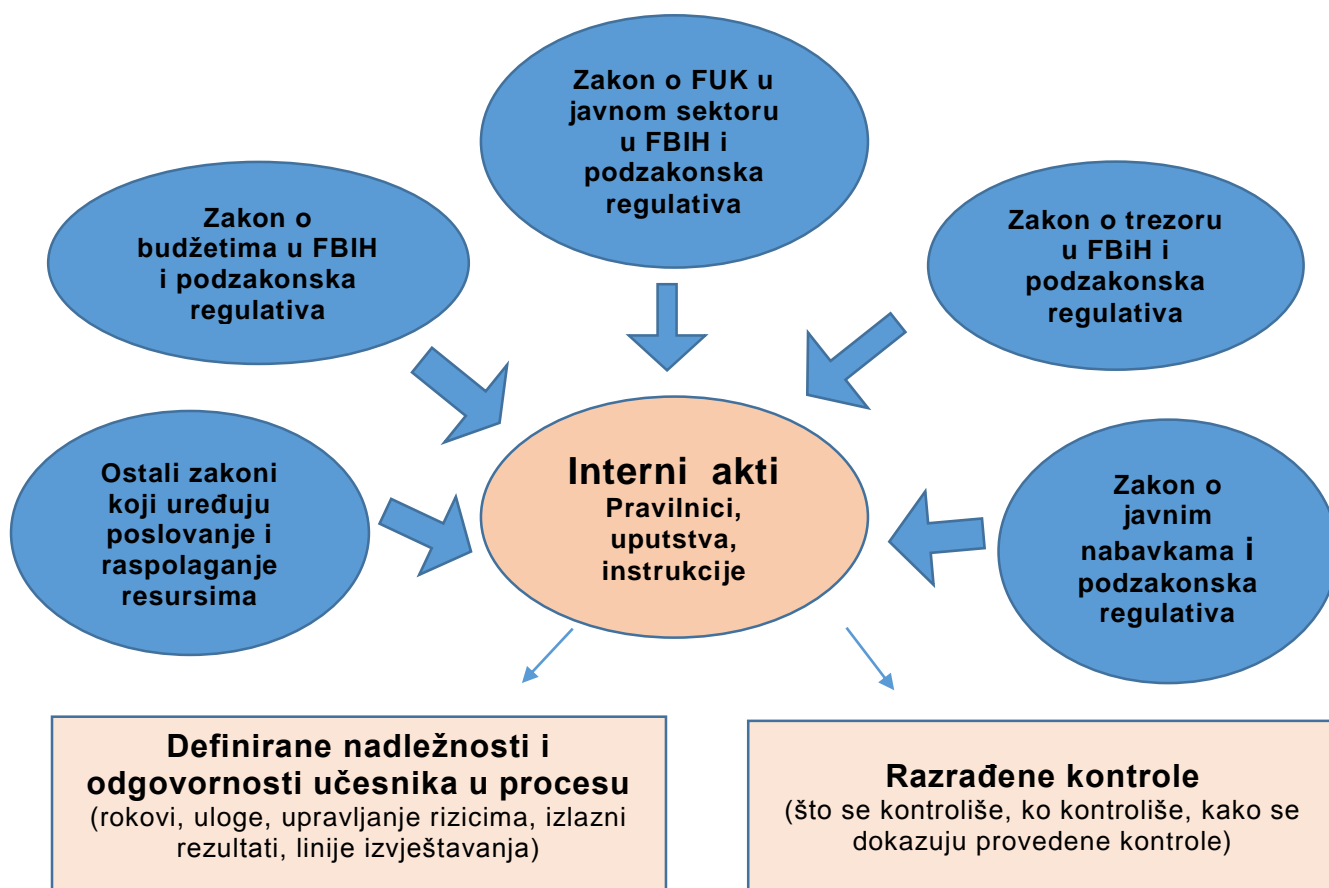 Zakon o FUK u
javnom sektoru
u FBIH i
podzakonska
regulativa
Zakon o
budžetima u FBIH
i podzakonska
regulativa
Zakon o trezoru
u FBiH i
podzakonska
regulativa
Ostali zakoni
koji uređuju
poslovanje i
raspolaganje
resursima
Interni akti
Pravilnici,
uputstva,
instrukcije
Zakon o
javnim
nabavkama i
podzakonska
regulativa
Definirane nadležnosti i
odgovornosti učesnika u procesu
(rokovi, uloge, upravljanje rizicima, izlazni
rezultati, linije izvještavanja)
Razrađene kontrole
(što se kontroliše, ko kontroliše, kako se
dokazuju provedene kontrole)